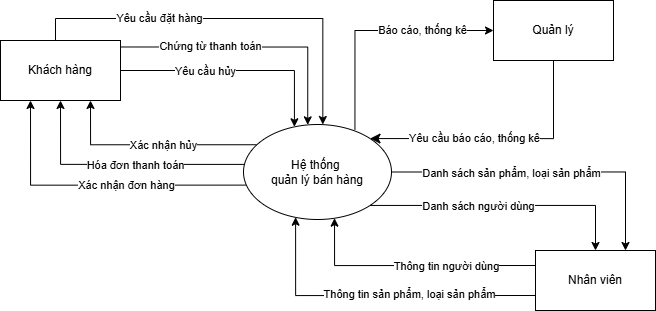 Yêu cầu đặt hàng
Báo cáo, thống kê
Quản lý
Chứng từ thanh toán
Khách hàng
Yêu cầu hủy
Yêu cầu báo cáo, thống kê
Xác nhận hủy
Hóa đơn thanh toán
Hệ thống
quản lý bán hàng
Danh sách sản phẩm, loại sản phẩm
Xác nhận đơn hàng
Danh sách người dùng
Thông tin người dùng
Nhân viên
Thông tin sản phẩm, loại sản phẩm